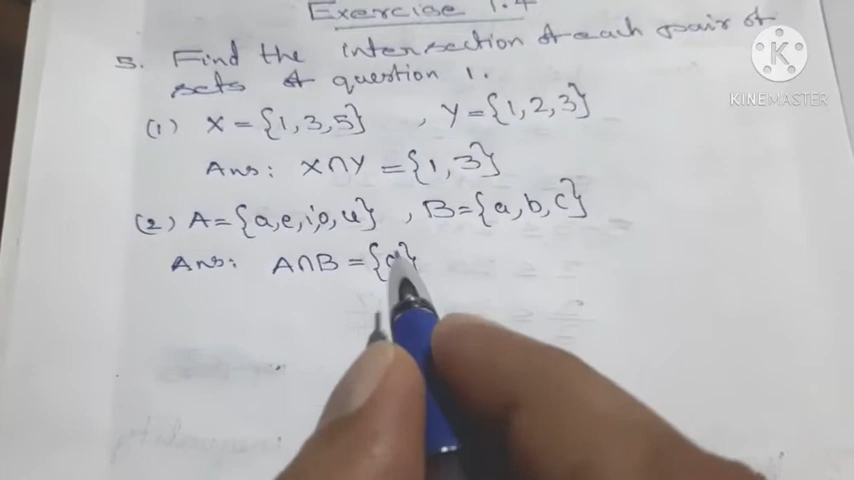 Exercise 1.4
5. Find the intersection of each pair of
sets of question 1.
(1) X = {1, 3, 5} , Y = {1, 2, 3}
Ans: X∩Y = {1, 3}
(2) A = {a, e, i, o, u} , B = {a, b, c}
Ans: A∩B = {a}
KINEMASTER